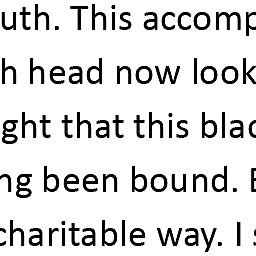 uth. This accomp
h head now look
ght that this blac
ng been bound. E
charitable way. I s